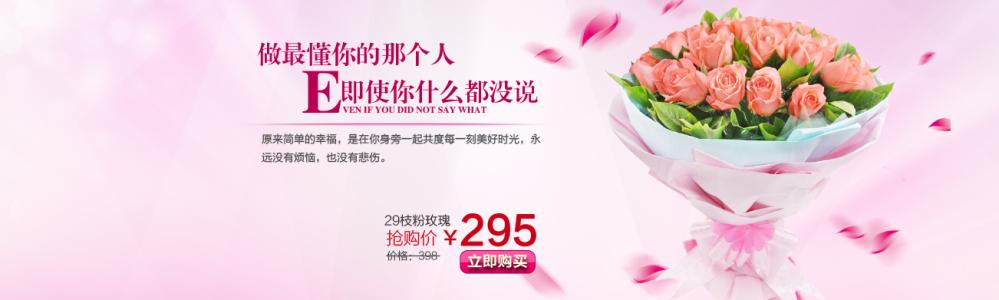 做最懂你的那个人
即使你什么都没说
EVEN IF YOU DID NOT SAY WHAT
原来简单的幸福，是在你身旁一起共度每一刻美好时光，永
远没有烦恼，也没有悲伤。
29枝粉玫瑰
抢购价 ¥295
价格：398
立即购买